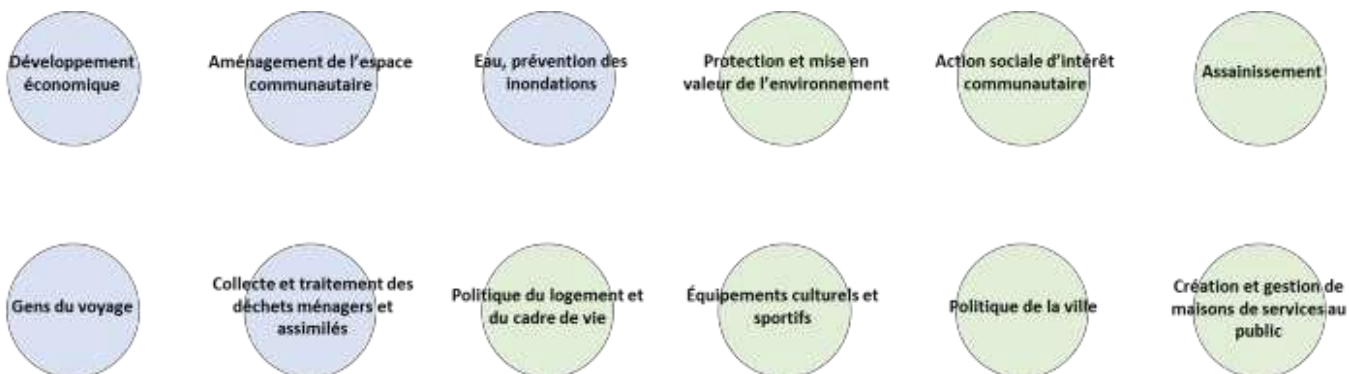 Développement
économique
Aménagement de l'espace
communautaire
Eau, prévention des
inondations
Protection et mise en
valeur de l'environnement
Action sociale d'intérêt
communautaire
Assainissement
Gens du voyage
Collecte et traitement des
déchets ménagers et
assimilés
Politique du logement et
du cadre de vie
Équipements culturels et
sportifs
Politique de la ville
Création et gestion de
maisons de services au
public